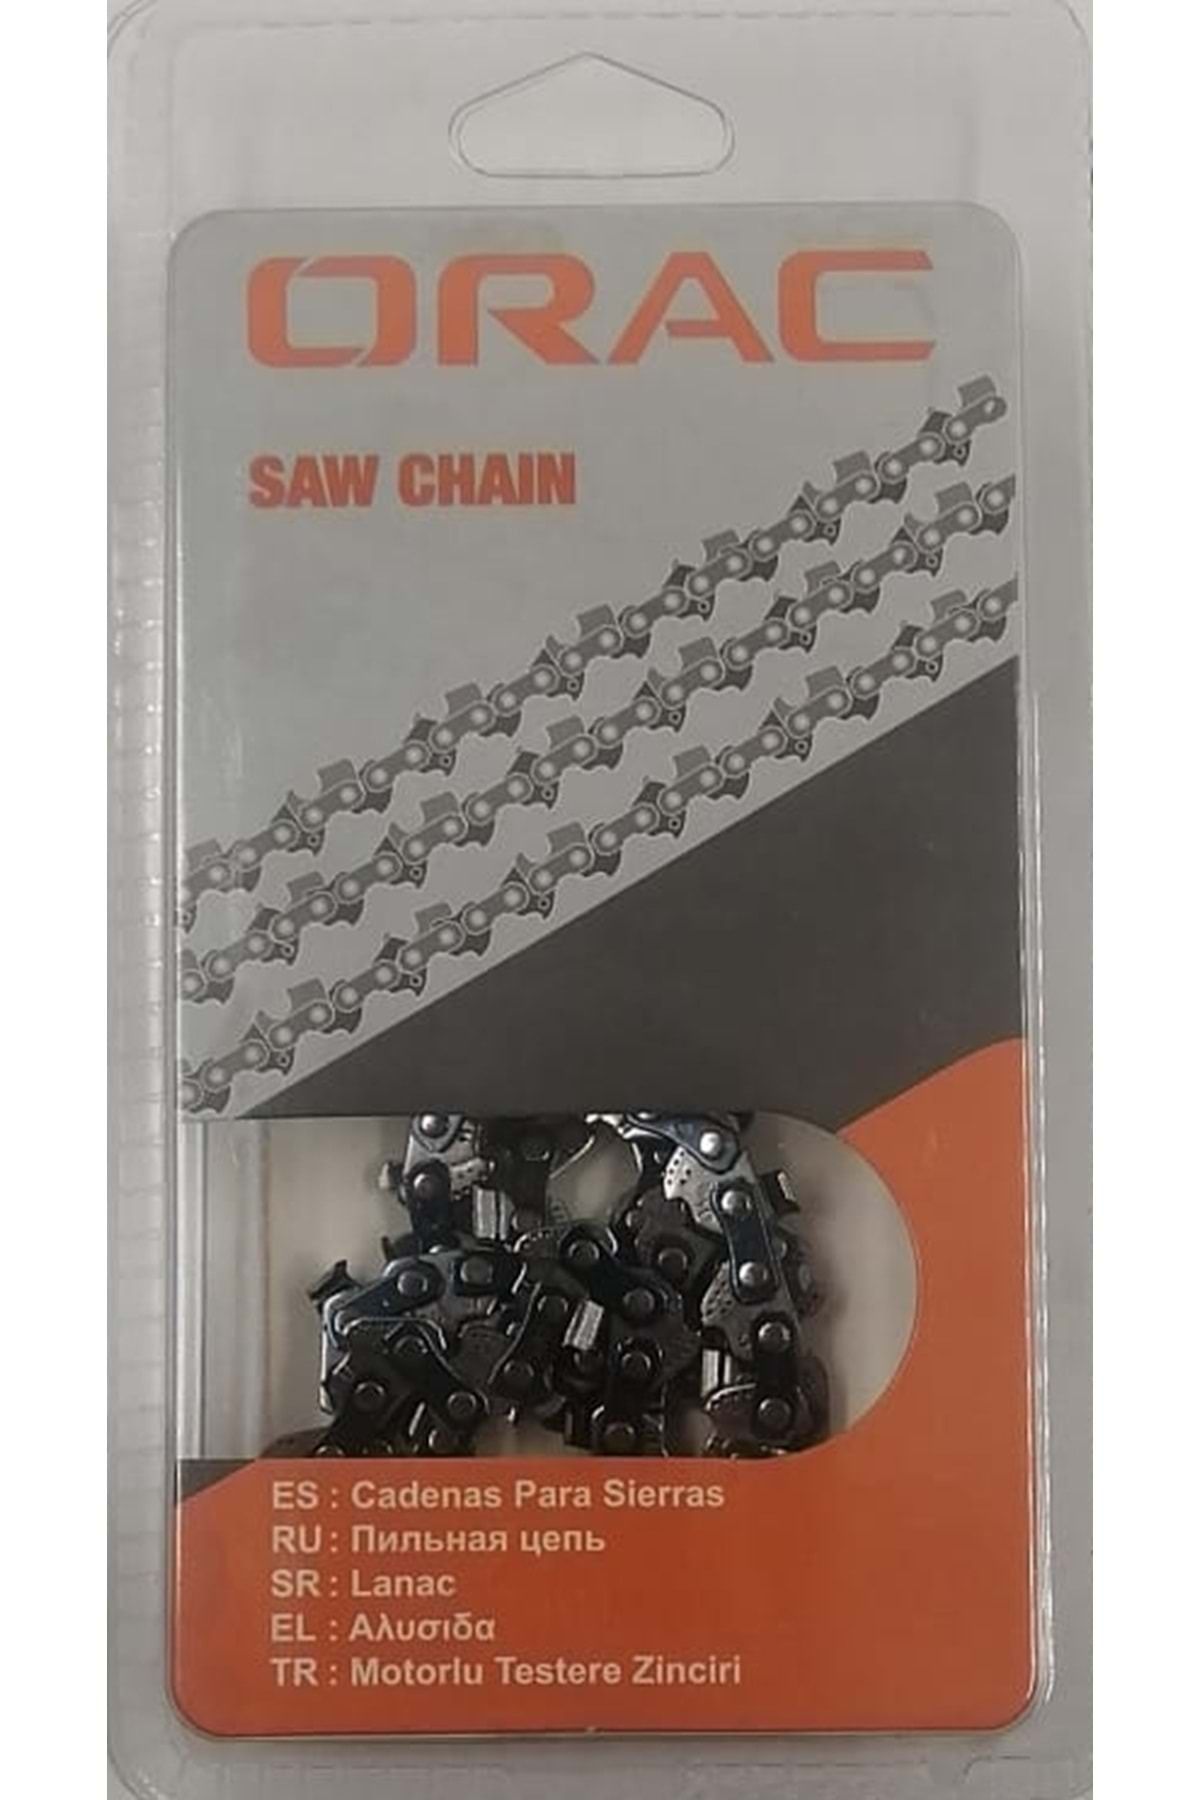 ORAC
SAW CHAIN
ES : Cadenas Para Sierras
RU : Пильная цепь
SR : Lanac
EL : Αλυσιδα
TR : Motorlu Testere Zinciri